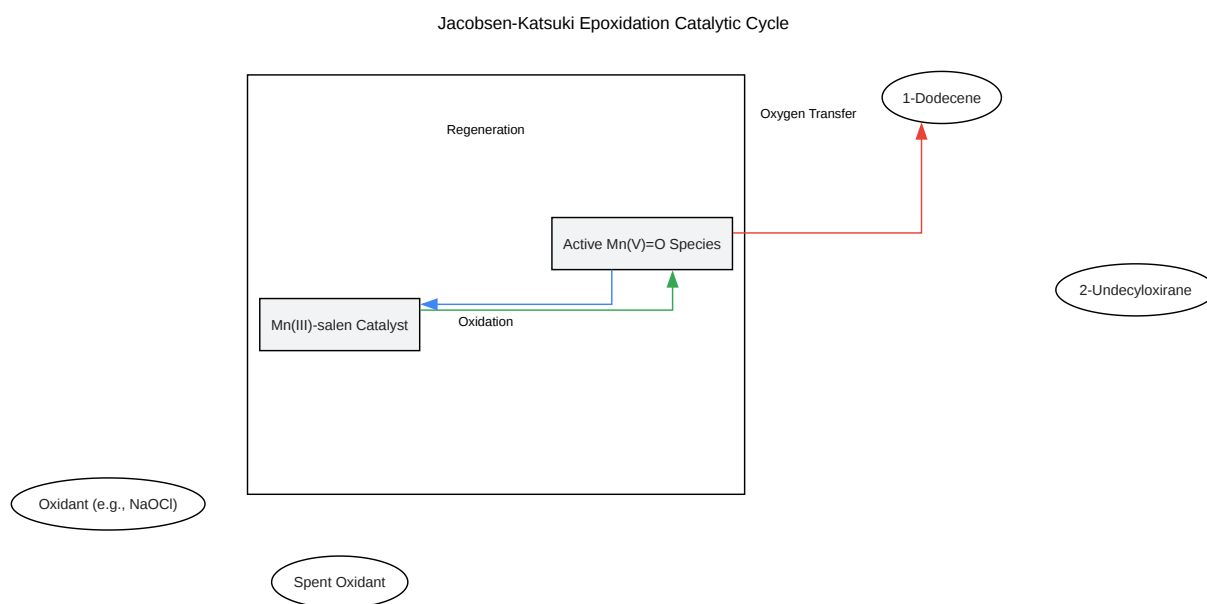 Jacobsen-Katsuki Epoxidation Catalytic Cycle
1-Dodecene
Oxygen Transfer
Regeneration
Active Mn(V)=O Species
2-Undecyloxirane
Mn(III)-salen Catalyst
Oxidation
Oxidant (e.g., NaOCl)
Spent Oxidant